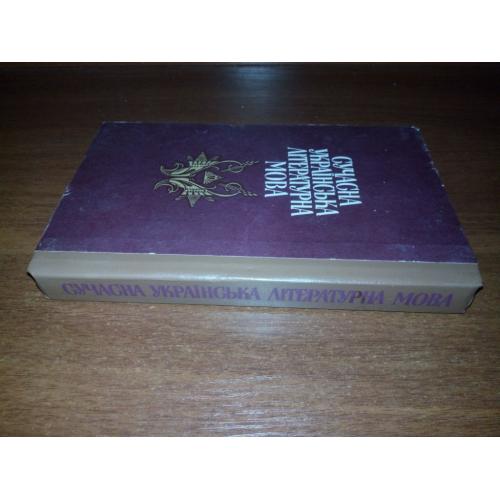 СУЧАСНА
УКРАЇНСЬКА
ЛІТЕРАТУРНА
МОВА
СУЧАСНА УКРАЇНСЬКА ЛІТЕРАТУРНА МОВА